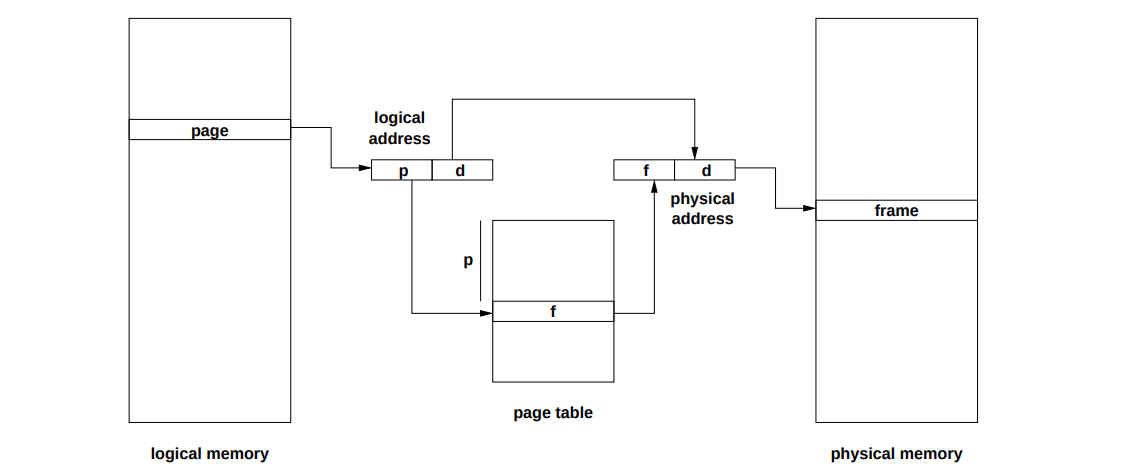 logical
address
page
p
d
f
d
physical
address
frame
p
f
page table
logical memory
physical memory